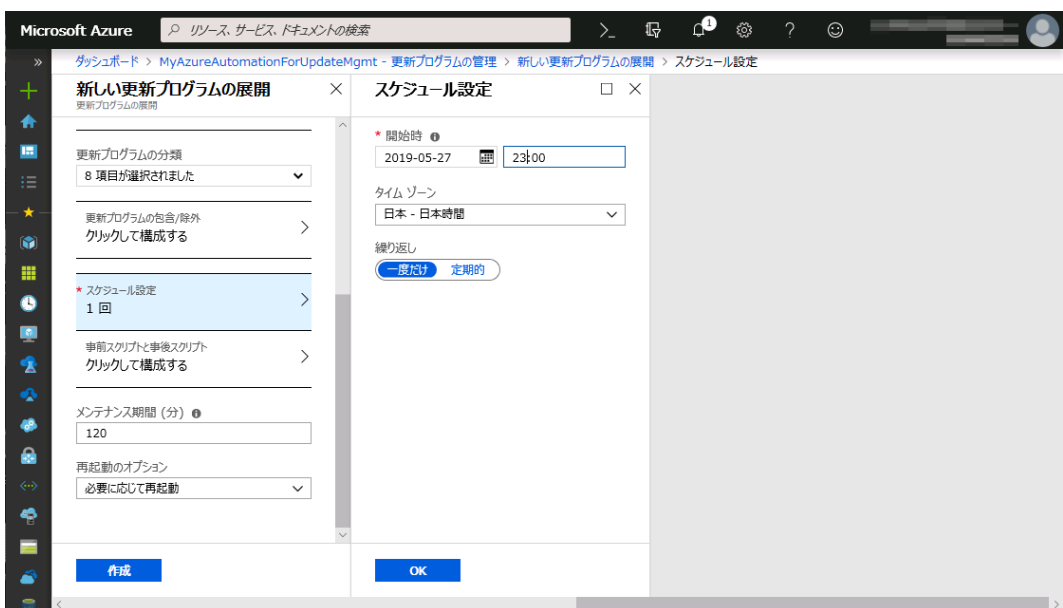 Microsoft Azure
リソース、サービス、ドキュメントの検索
1
ダッシュボード > MyAzureAutomationForUpdateMgmt - 更新プログラムの管理 > 新しい更新プログラムの展開 > スケジュール設定
新しい更新プログラムの展開
更新プログラムの展開
更新プログラムの分類
8 項目が選択されました
更新プログラムの包含/除外
クリックして構成する
* スケジュール設定
1 回
事前スクリプトと事後スクリプト
クリックして構成する
メンテナンス期間 (分)
120
再起動のオプション
必要に応じて再起動
作成
スケジュール設定
* 開始時
2019-05-27
23:00
タイム ゾーン
日本 - 日本時間
繰り返し
一度だけ 定期的
OK